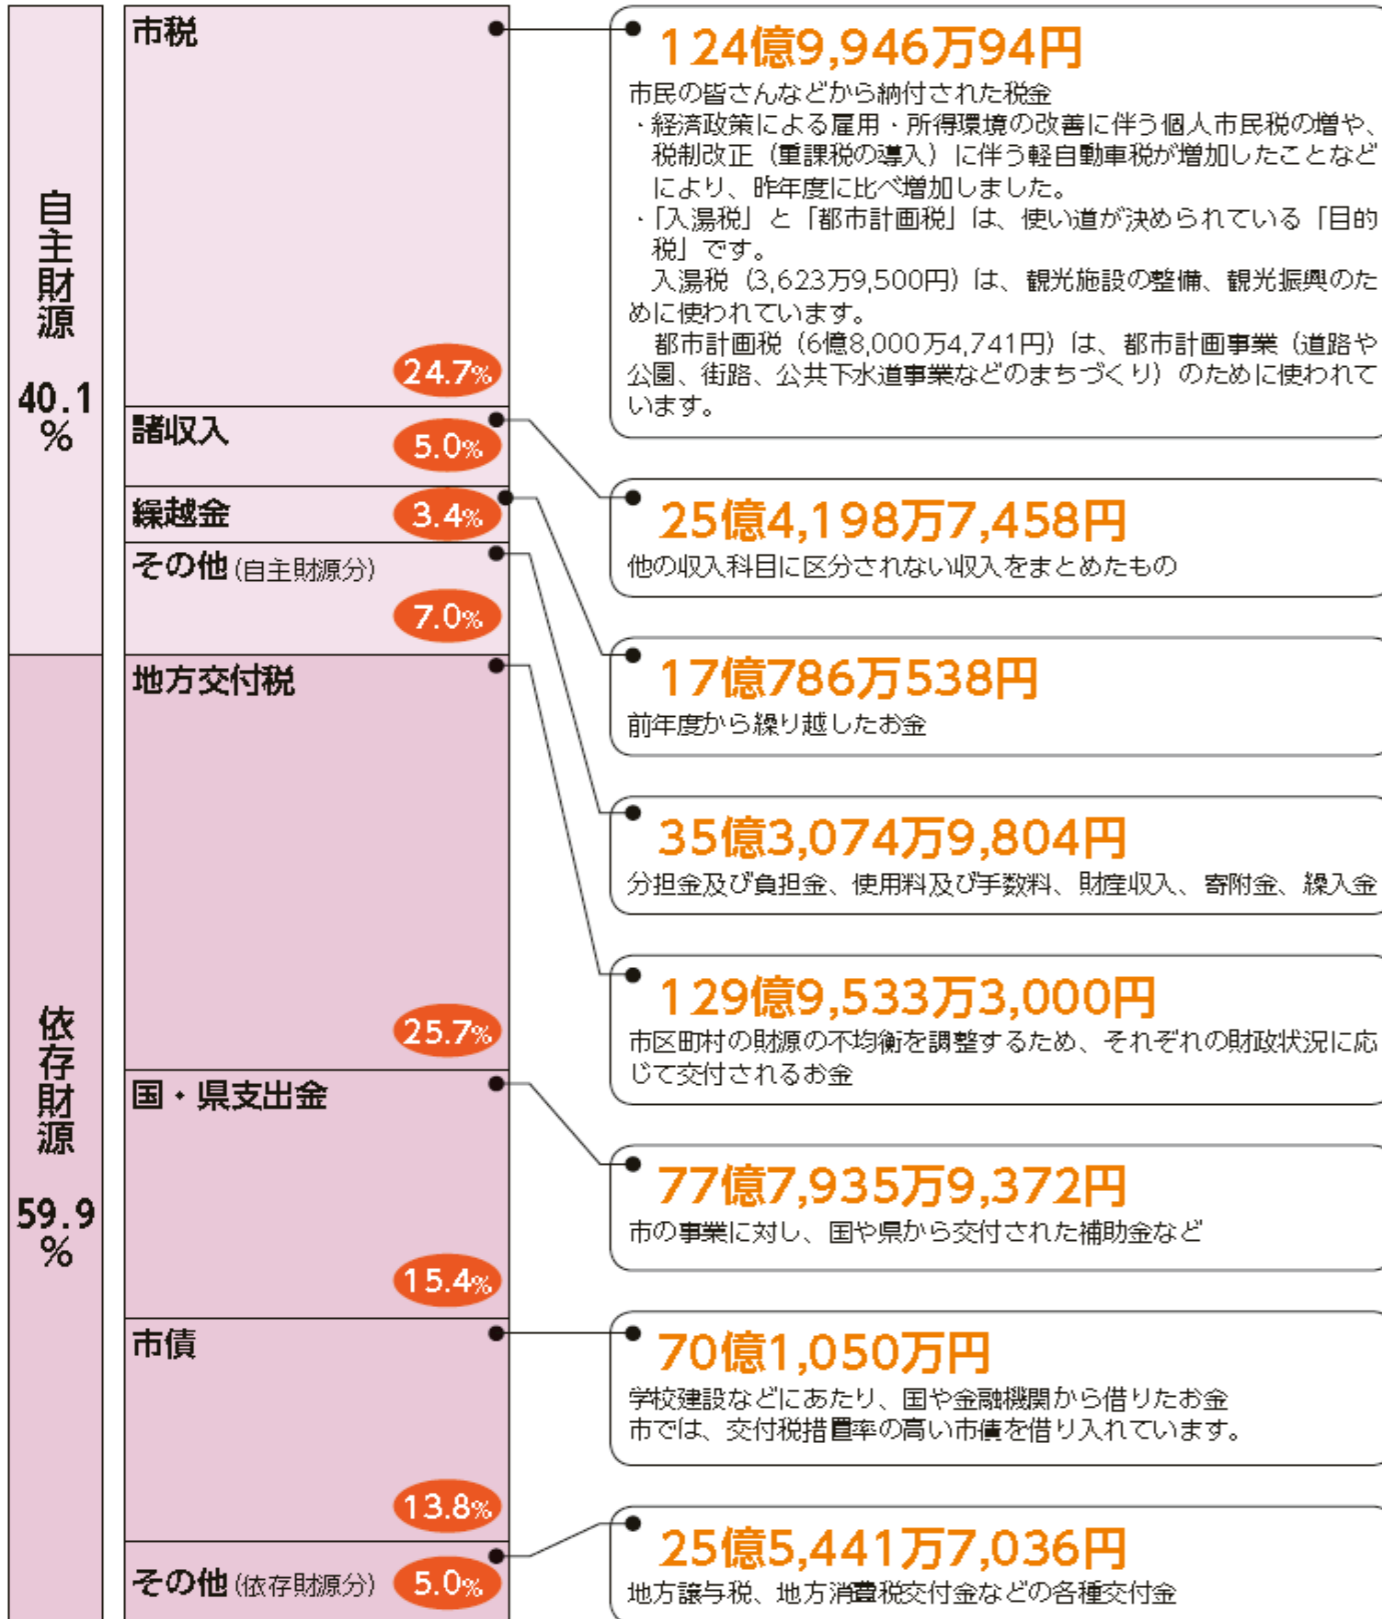 自主財源
40.1
%
市税
24.7%
124億9,946万94円
市民の皆さんなどから納付された税金
・経済政策による雇用・所得環境の改善に伴う個人市民税の増や、
税制改正（重課税の導入）に伴う軽自動車税が増加したことなど
により、昨年度に比べ増加しました。
・「入湯税」と「都市計画税」は、使い道が決められている「目的
税」です。
入湯税（3,623万9,500円）は、観光施設の整備、観光振興のた
めに使われています。
都市計画税（6億8,000万4,741円）は、都市計画事業（道路や
公園、街路、公共下水道事業などのまちづくり）のために使われて
います。
諸収入
5.0%
25億4,198万7,458円
他の収入科目に区分されない収入をまとめたもの
繰越金
3.4%
17億786万538円
前年度から繰り越したお金
その他（自主財源分）
7.0%
35億3,074万9,804円
分担金及び負担金、使用料及び手数料、財産収入、寄附金、繰入金
依存財源
59.9
%
地方交付税
25.7%
129億9,533万3,000円
市区町村の財源の不均衡を調整するため、それぞれの財政状況に応
じて交付されるお金
国・県支出金
15.4%
77億7,935万9,372円
市の事業に対し、国や県から交付された補助金など
市債
13.8%
70億1,050万円
学校建設などにあたり、国や金融機関から借りたお金
市では、交付税措置率の高い市債を借り入れています。
その他（依存財源分）
5.0%
25億5,441万7,036円
地方譲与税、地方消費税交付金などの各種交付金